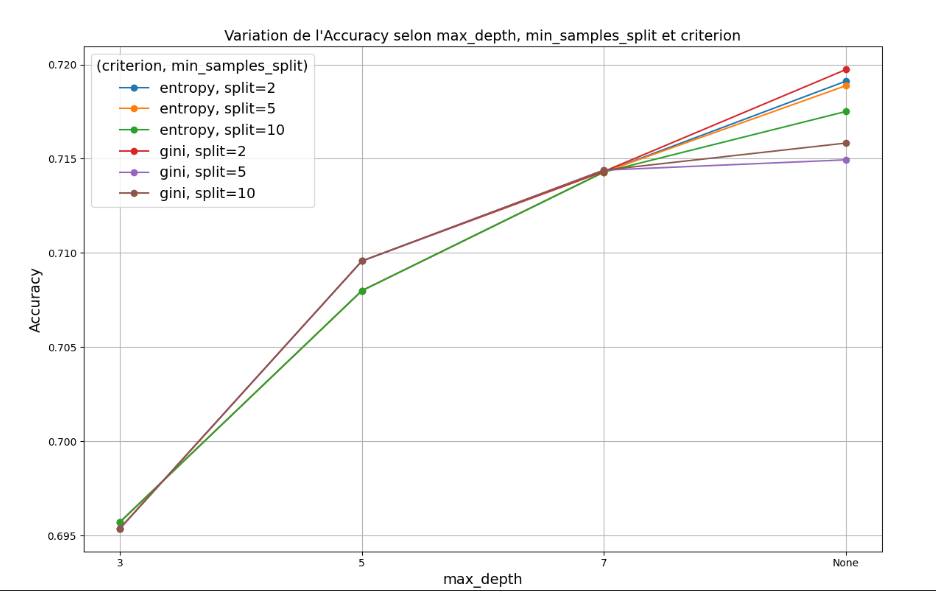 Variation de l'Accuracy selon max_depth, min_samples_split et criterion
(criterion, min_samples_split)
entropy, split=2
entropy, split=5
entropy, split=10
gini, split=2
gini, split=5
gini, split=10
0.720
0.715
0.710
0.705
0.700
0.695
Accuracy
3 5 7 None
max_depth